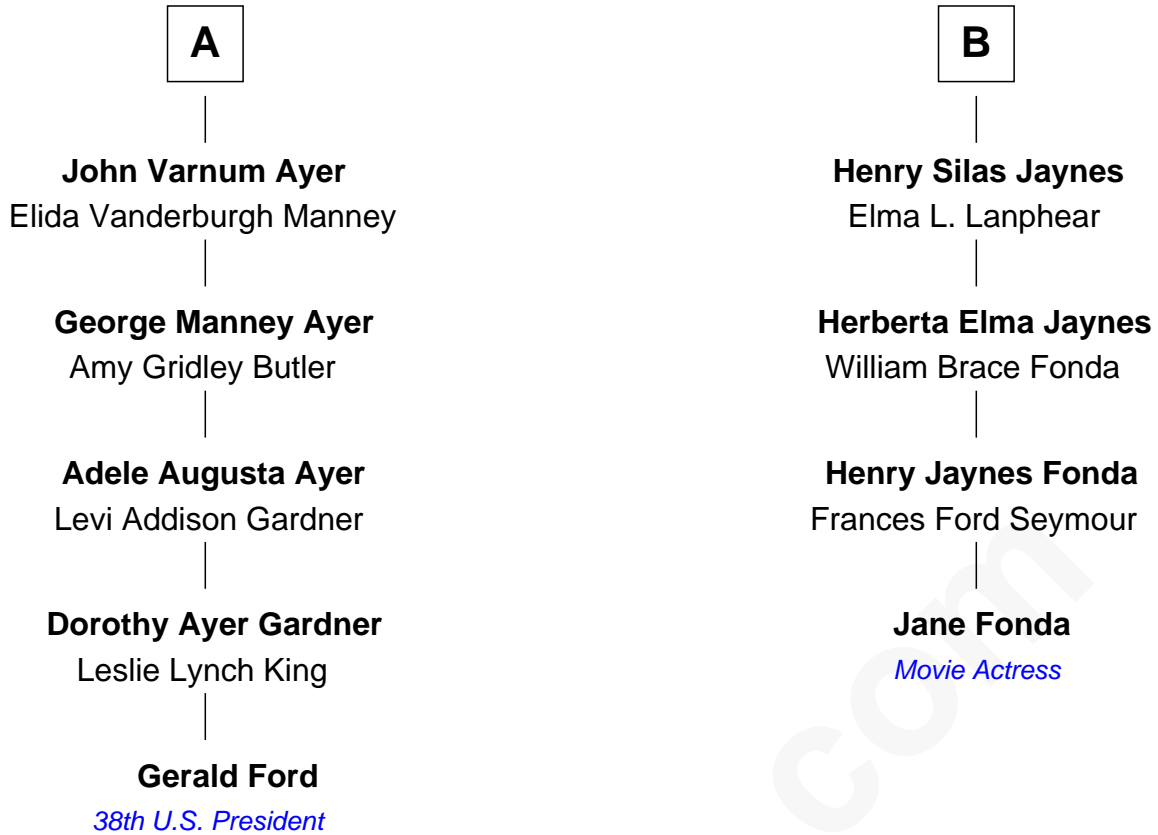 A
John Varnum Ayer
Elida Vanderburgh Manney
George Manney Ayer
Amy Gridley Butler
Adele Augusta Ayer
Levi Addison Gardner
Dorothy Ayer Gardner
Leslie Lynch King
Gerald Ford
38th U.S. President
B
Henry Silas Jaynes
Elma L. Lanphear
Herberta Elma Jaynes
William Brace Fonda
Henry Jaynes Fonda
Frances Ford Seymour
Jane Fonda
Movie Actress
com